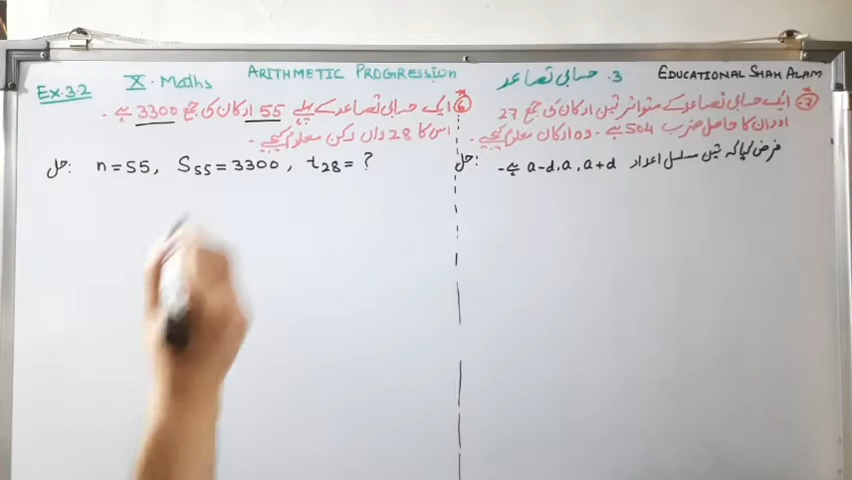 Ex.3.2 X. Maths ARITHMETIC PROGRESSION 3. حسابی تصاعد EDUCATIONAL SHAH ALAM
*6) ایک حسابی تصاعد کے پہلے 55 ارکان کی جمع 3300 ہے -
اس کا 28 واں رکن معلوم کیجیے -
حل: n=55, S55=3300, t28=?
*7) ایک حسابی تصاعد کے متواتر تین ارکان کی جمع 27
اور ان کا حاصل ضرب 504 ہے - وہ ارکان معلوم کیجیے -
حل: فرض کیا کہ تین مسلسل اعداد a-d, a, a+d ہے -